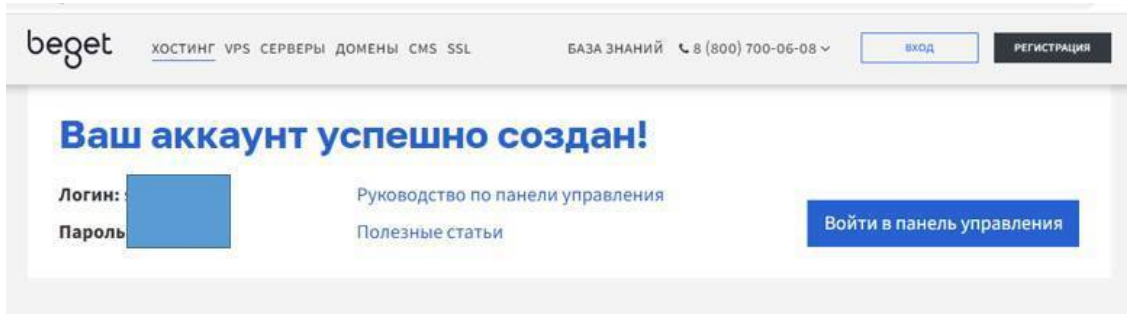 beget ХОСТИНГ VPS СЕРВЕРЫ ДОМЕНЫ CMS SSL БАЗА ЗНАНИЙ 8 (800) 700-06-08 ВХОД РЕГИСТРАЦИЯ
Ваш аккаунт успешно создан!
Логин: Руководство по панели управления
Пароль Полезные статьи
Войти в панель управления